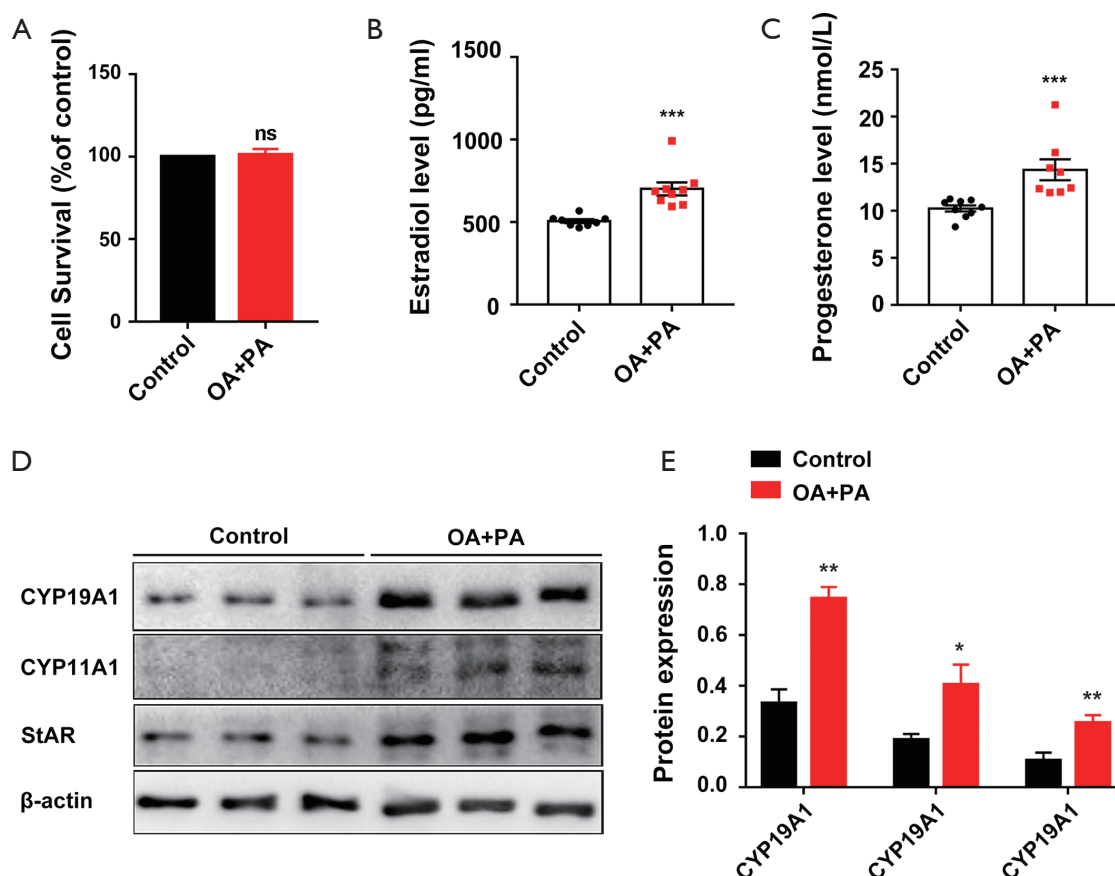 A
Cell Survival (%of control)
150
100
50
0
ns
Control
OA+PA
B
Estradiol level (pg/ml)
1500
1000
500
0
***
Control
OA+PA
C
Progesterone level (nmol/L)
25
20
15
10
5
0
***
Control
OA+PA
D
Control
OA+PA
CYP19A1
CYP11A1
StAR
β-actin
E
Control
OA+PA
Protein expression
1.0
0.8
0.6
0.4
0.2
0.0
**
*
**
CYP19A1
CYP19A1
CYP19A1